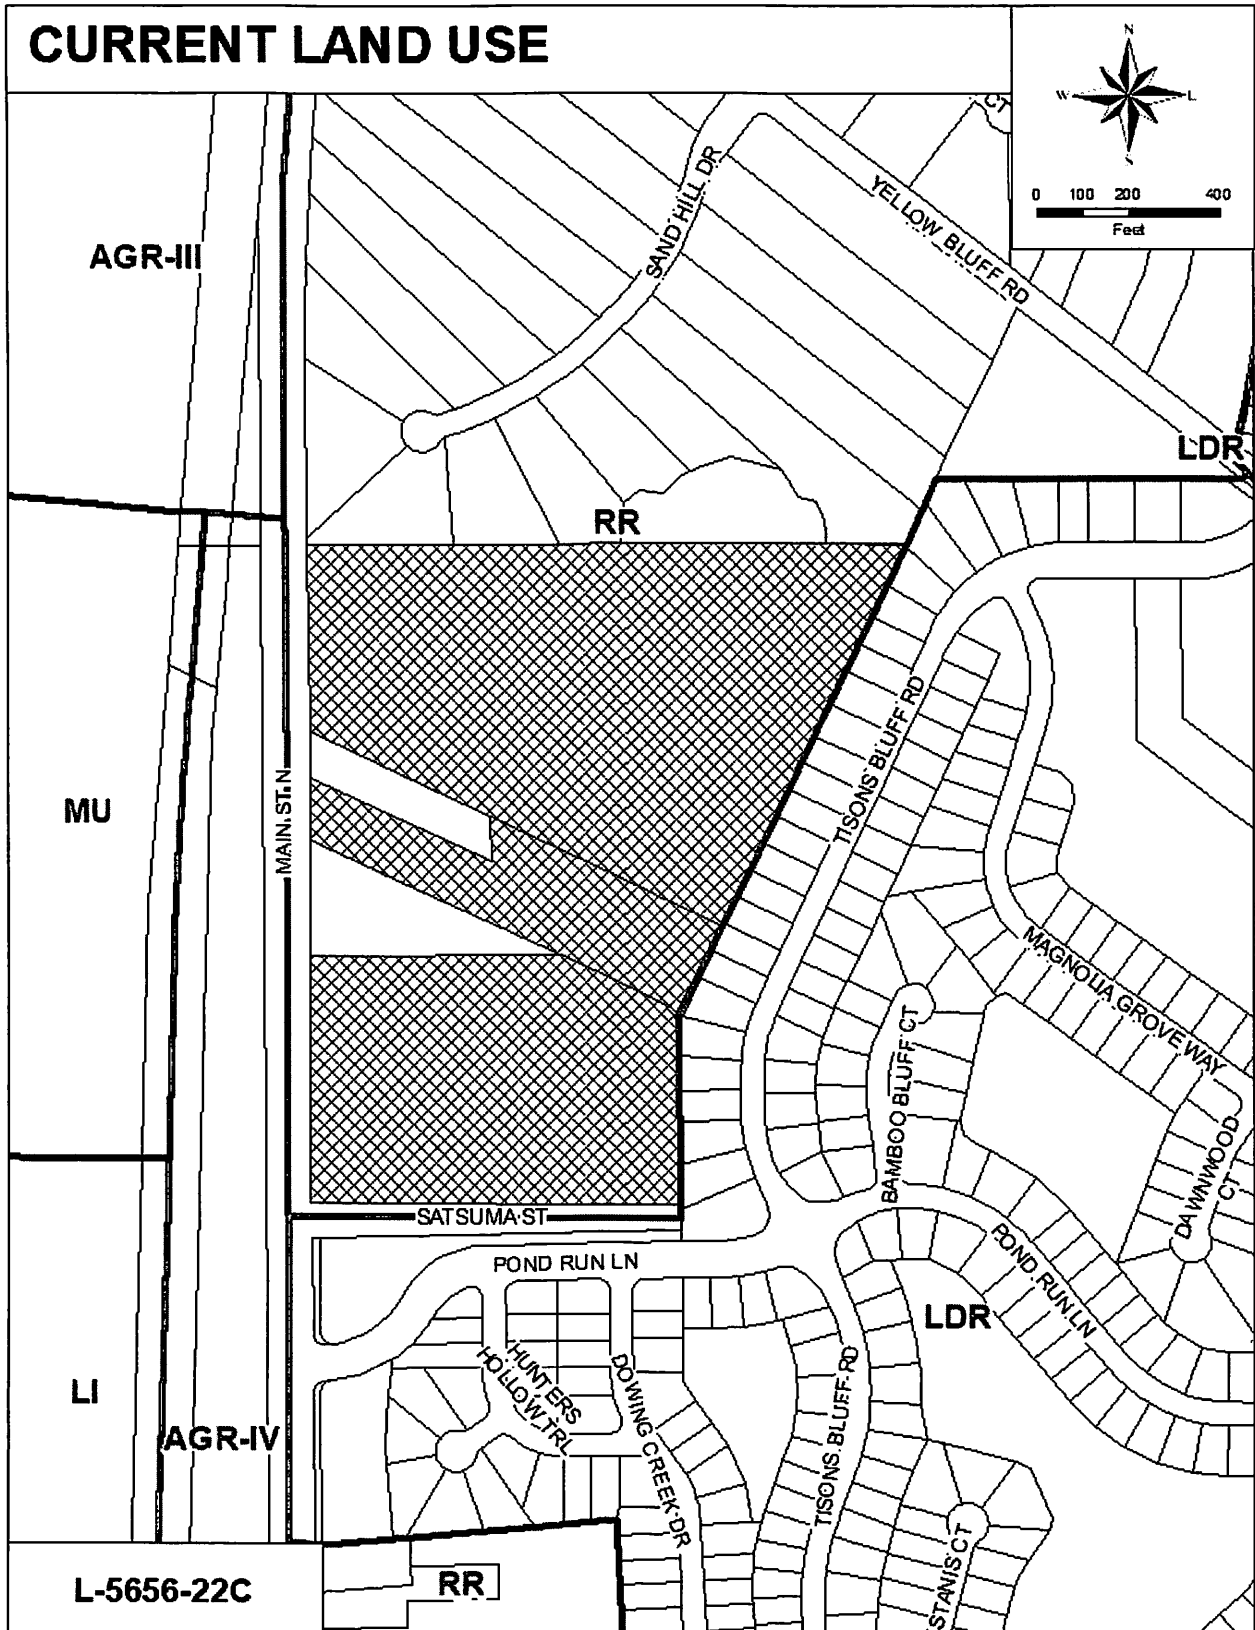 CURRENT LAND USE
N
W
L
S
0 100 200 400
Feet
CT
SAND HILL DR
YELLOW BLUFF RD
AGR-III
LDR
RR
MU
MAIN ST N
TISONS BLUFF RD
MAGNOLIA GROVE WAY
BAMBOO BLUFF CT
DAWNWOOD
CT
SATSUMA ST
POND RUN LN
POND RUN LN
LDR
HUNTERS
HOLLOW TRL
DOWING CREEK DR
TISONS BLUFF RD
LI
AGR-IV
STANIS CT
L-5656-22C
RR